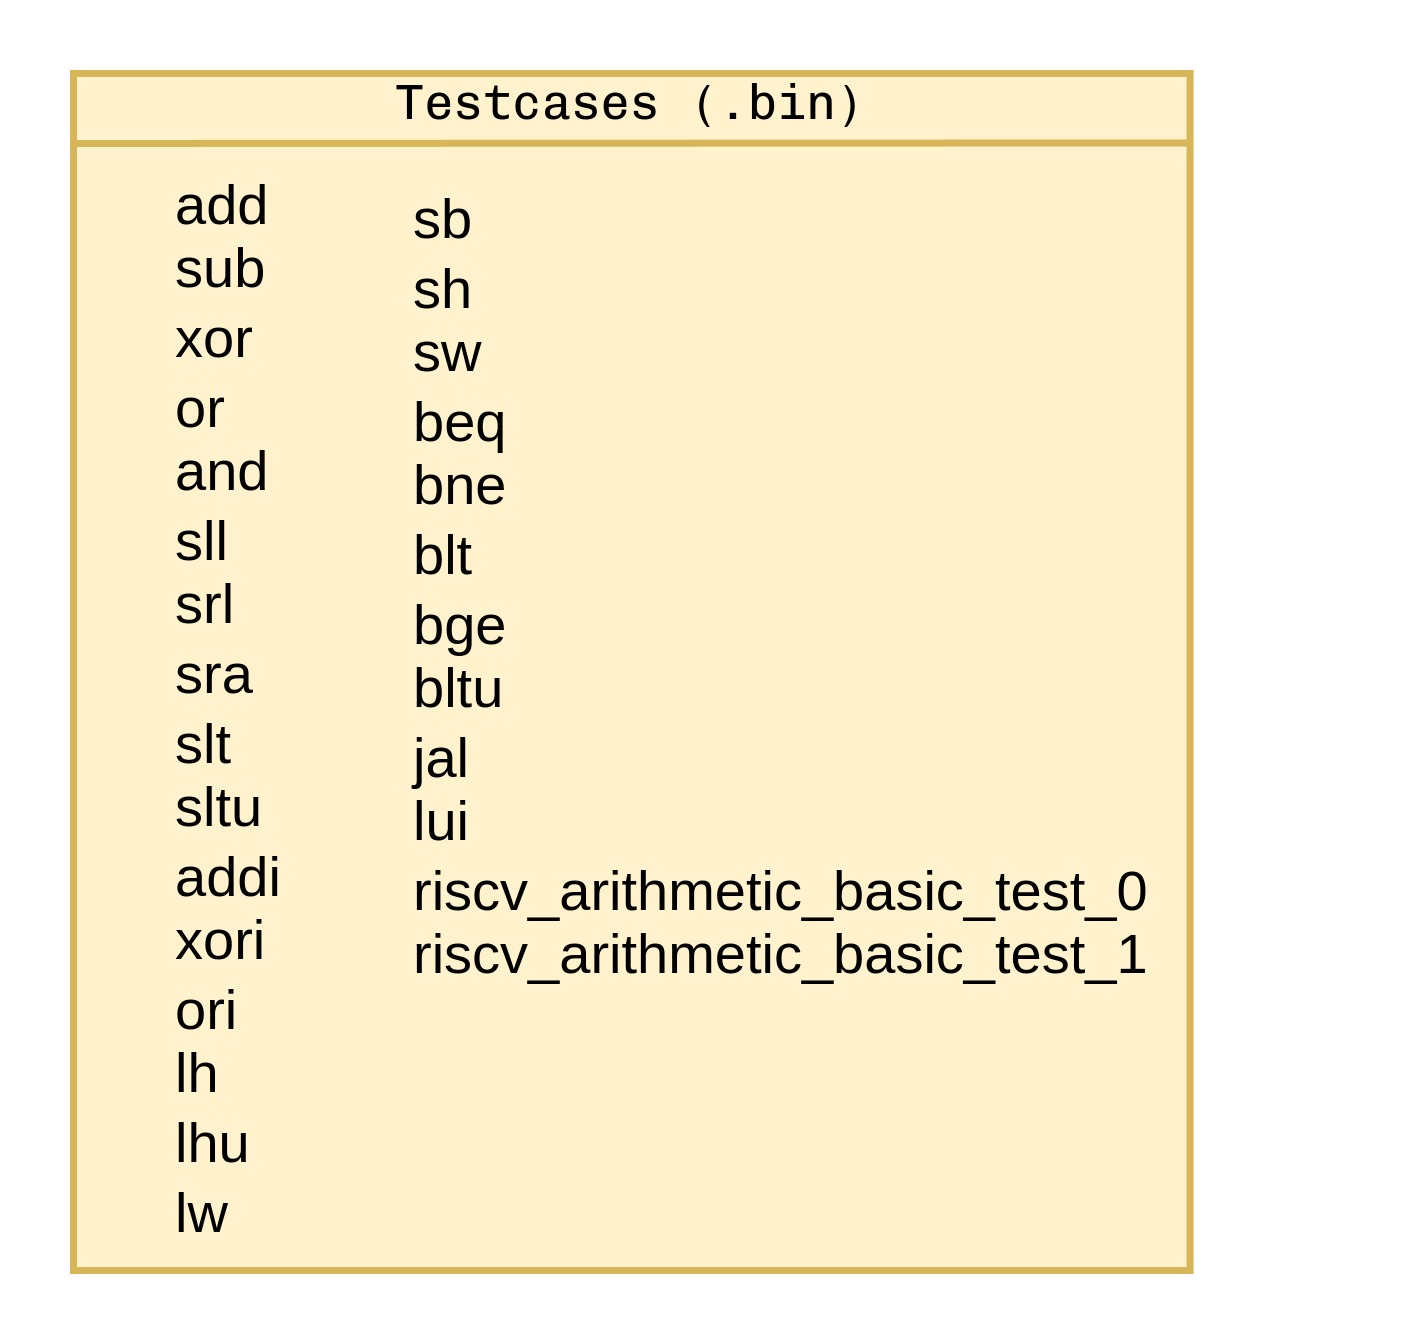 Testcases (.bin)
add
sub
xor
or
and
sll
srl
sra
slt
sltu
addi
xori
ori
lh
lhu
lw
sb
sh
sw
beq
bne
blt
bge
bltu
jal
lui
riscv_arithmetic_basic_test_0
riscv_arithmetic_basic_test_1